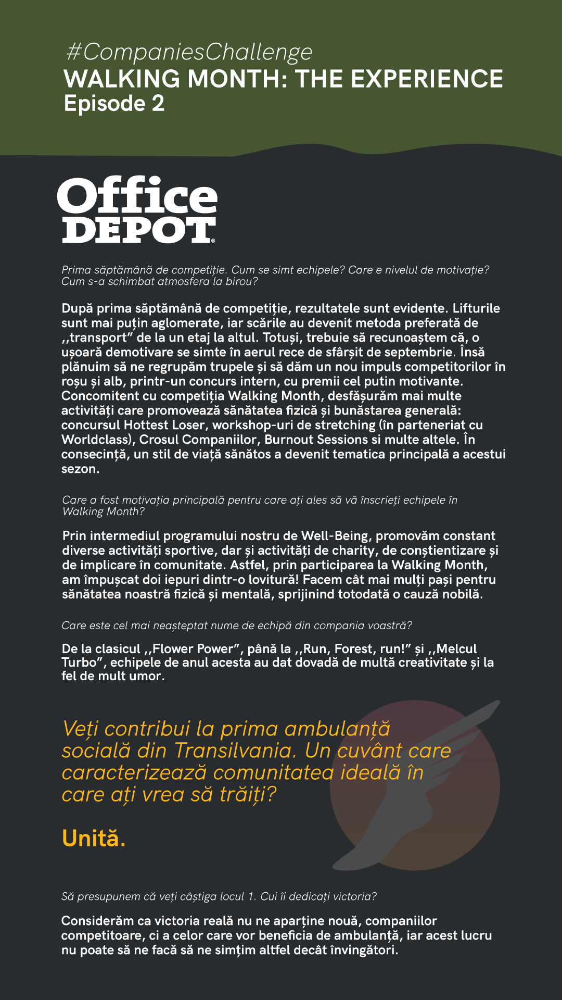 #CompaniesChallenge
WALKING MONTH: THE EXPERIENCE
Episode 2
Office
DEPOT®
Prima săptămână de competiție. Cum se simt echipele? Care e nivelul de motivație?
Cum s-a schimbat atmosfera la birou?
După prima săptămână de competiție, rezultatele sunt evidente. Lifturile
sunt mai puțin aglomerate, iar scările au devenit metoda preferată de
,,transport” de la un etaj la altul. Totuși, trebuie să recunoaștem că, o
ușoară demotivare se simte în aerul rece de sfârșit de septembrie. Însă
plănuim să ne regrupăm trupele și să dăm un nou impuls competitorilor în
roșu și alb, printr-un concurs intern, cu premii cel putin motivante.
Concomitent cu competiția Walking Month, desfășurăm mai multe
activități care promovează sănătatea fizică și bunăstarea generală:
concursul Hottest Loser, workshop-uri de stretching (în parteneriat cu
Worldclass), Crosul Companiilor, Burnout Sessions si multe altele. În
consecință, un stil de viață sănătos a devenit tematica principală a acestui
sezon.
Care a fost motivația principală pentru care ați ales să vă înscrieți echipele în
Walking Month?
Prin intermediul programului nostru de Well-Being, promovăm constant
diverse activități sportive, dar și activități de charity, de conștientizare și
de implicare în comunitate. Astfel, prin participarea la Walking Month,
am împușcat doi iepuri dintr-o lovitură! Facem cât mai mulți pași pentru
sănătatea noastră fizică și mentală, sprijinind totodată o cauză nobilă.
Care este cel mai neașteptat nume de echipă din compania voastră?
De la clasicul ,,Flower Power”, până la ,,Run, Forest, run!” și ,,Melcul
Turbo”, echipele de anul acesta au dat dovadă de multă creativitate și la
fel de mult umor.
Veți contribui la prima ambulanță
socială din Transilvania. Un cuvânt care
caracterizează comunitatea ideală în
care ați vrea să trăiți?
Unită.
Să presupunem că veți câștiga locul 1. Cui îi dedicați victoria?
Considerăm ca victoria reală nu ne aparține nouă, companiilor
competitoare, ci a celor care vor beneficia de ambulanță, iar acest lucru
nu poate să ne facă să ne simțim altfel decât învingători.